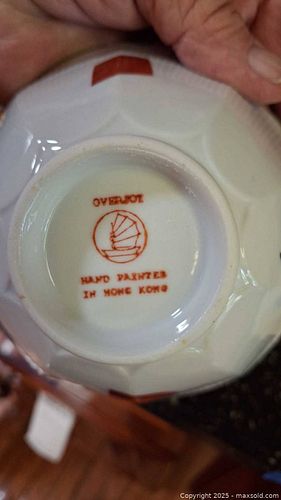 OVERJOY
HAND PAINTED
IN HONG KONG
Copyright 2025 - maxsold.com